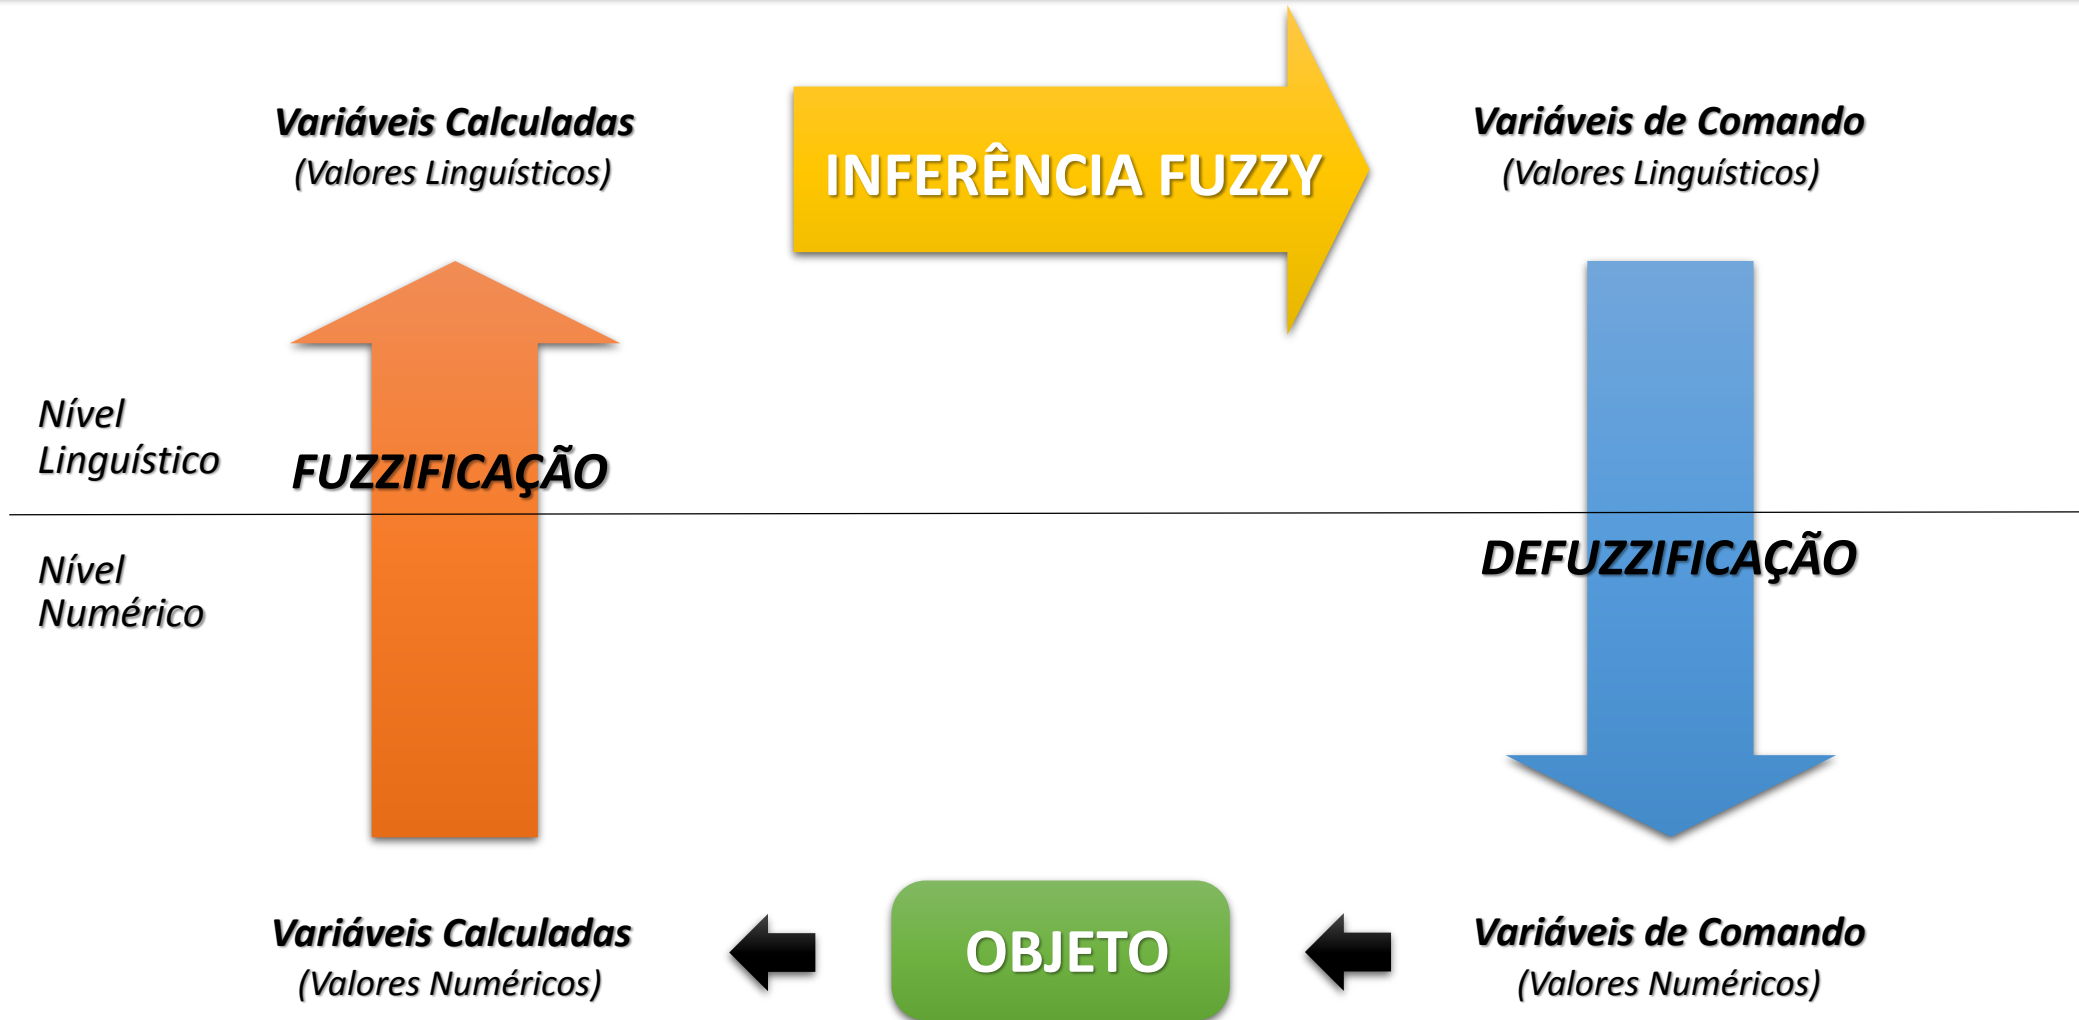 Variáveis Calculadas
(Valores Linguísticos)
INFERÊNCIA FUZZY
Variáveis de Comando
(Valores Linguísticos)
Nível
Linguístico
FUZZIFICAÇÃO
Nível
Numérico
DEFUZZIFICAÇÃO
Variáveis Calculadas
(Valores Numéricos)
OBJETO
Variáveis de Comando
(Valores Numéricos)